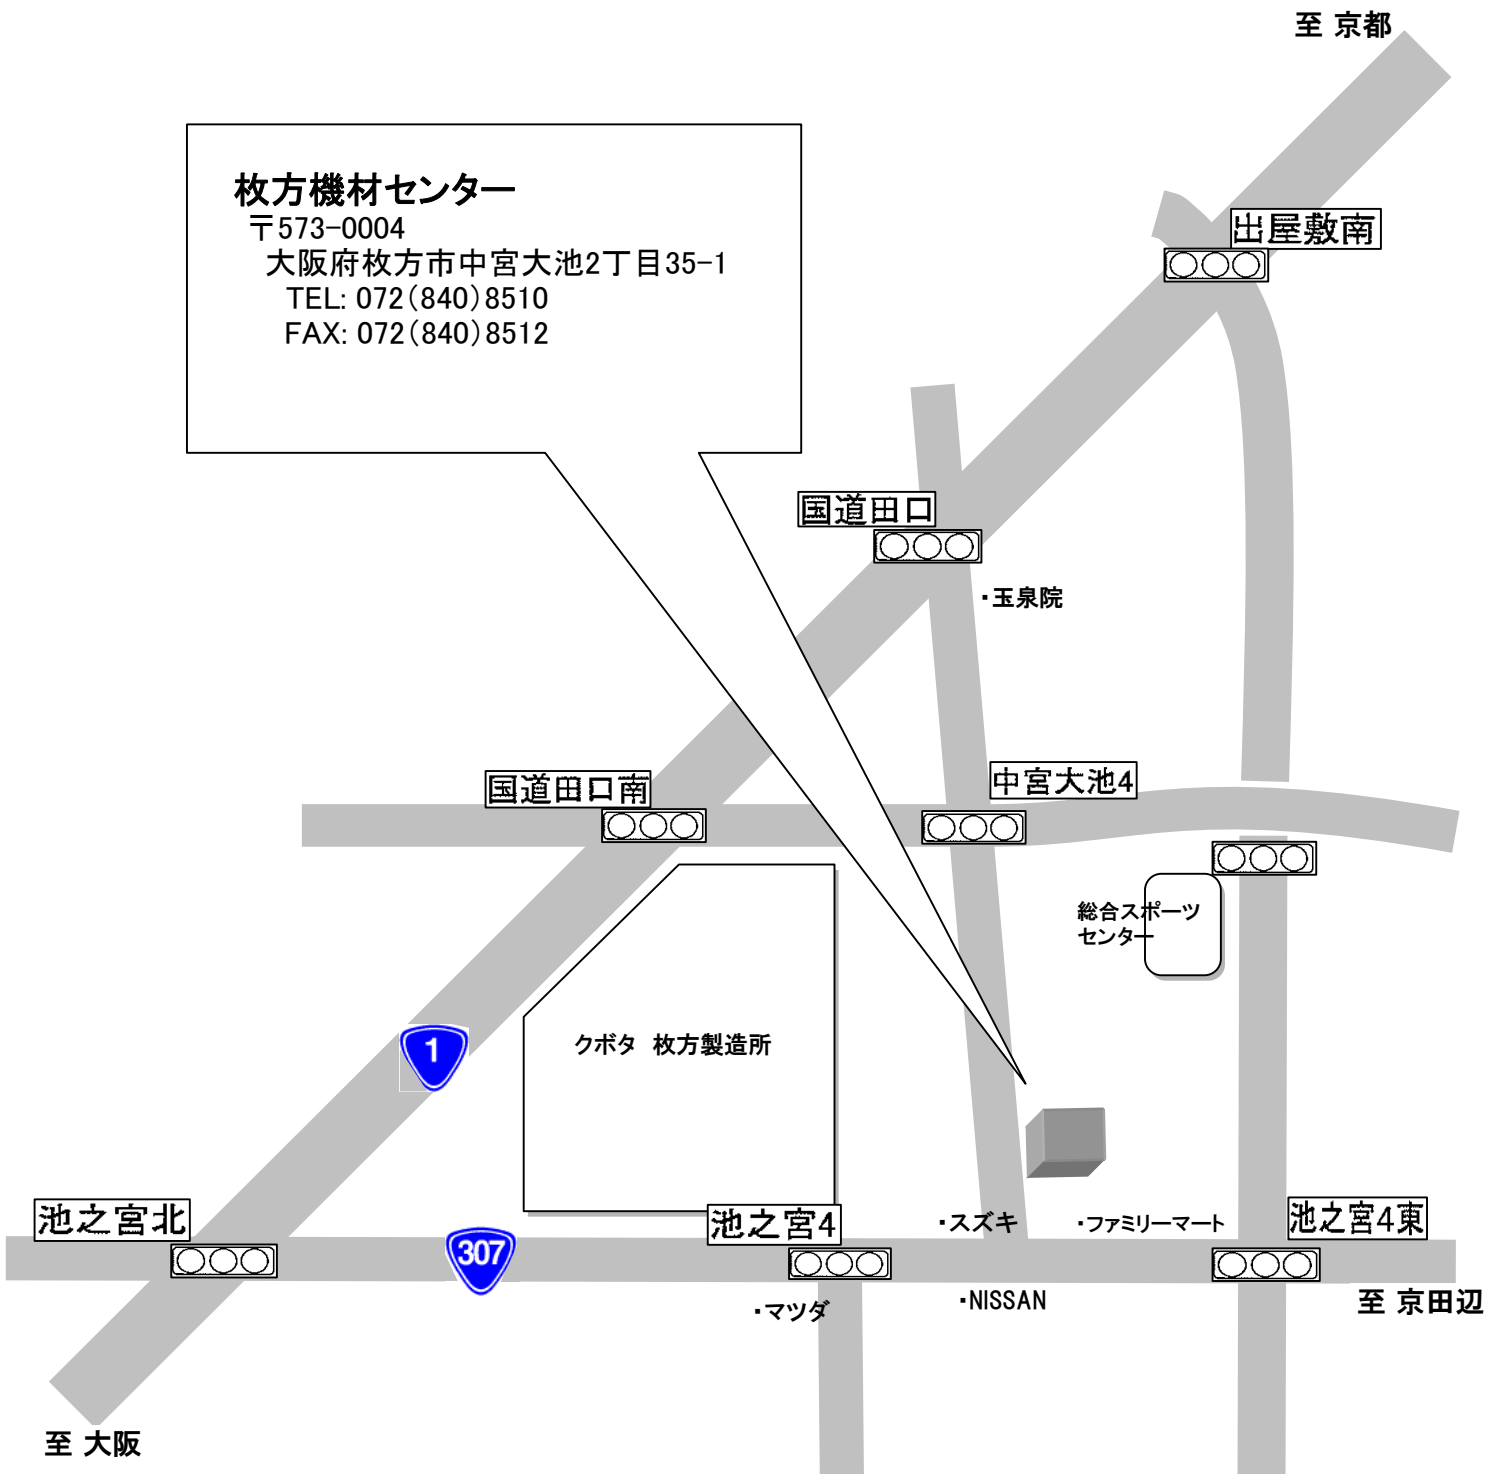 至 京都
枚方機材センター
〒573-0004
大阪府枚方市中宮大池2丁目35-1
TEL: 072(840)8510
FAX: 072(840)8512
出屋敷南
国道田口
・玉泉院
国道田口南
中宮大池4
総合スポーツ
センター
クボタ 枚方製造所
1
池之宮北
307
池之宮4
・スズキ
・ファミリーマート
池之宮4東
・マツダ
・NISSAN
至 京田辺
至 大阪